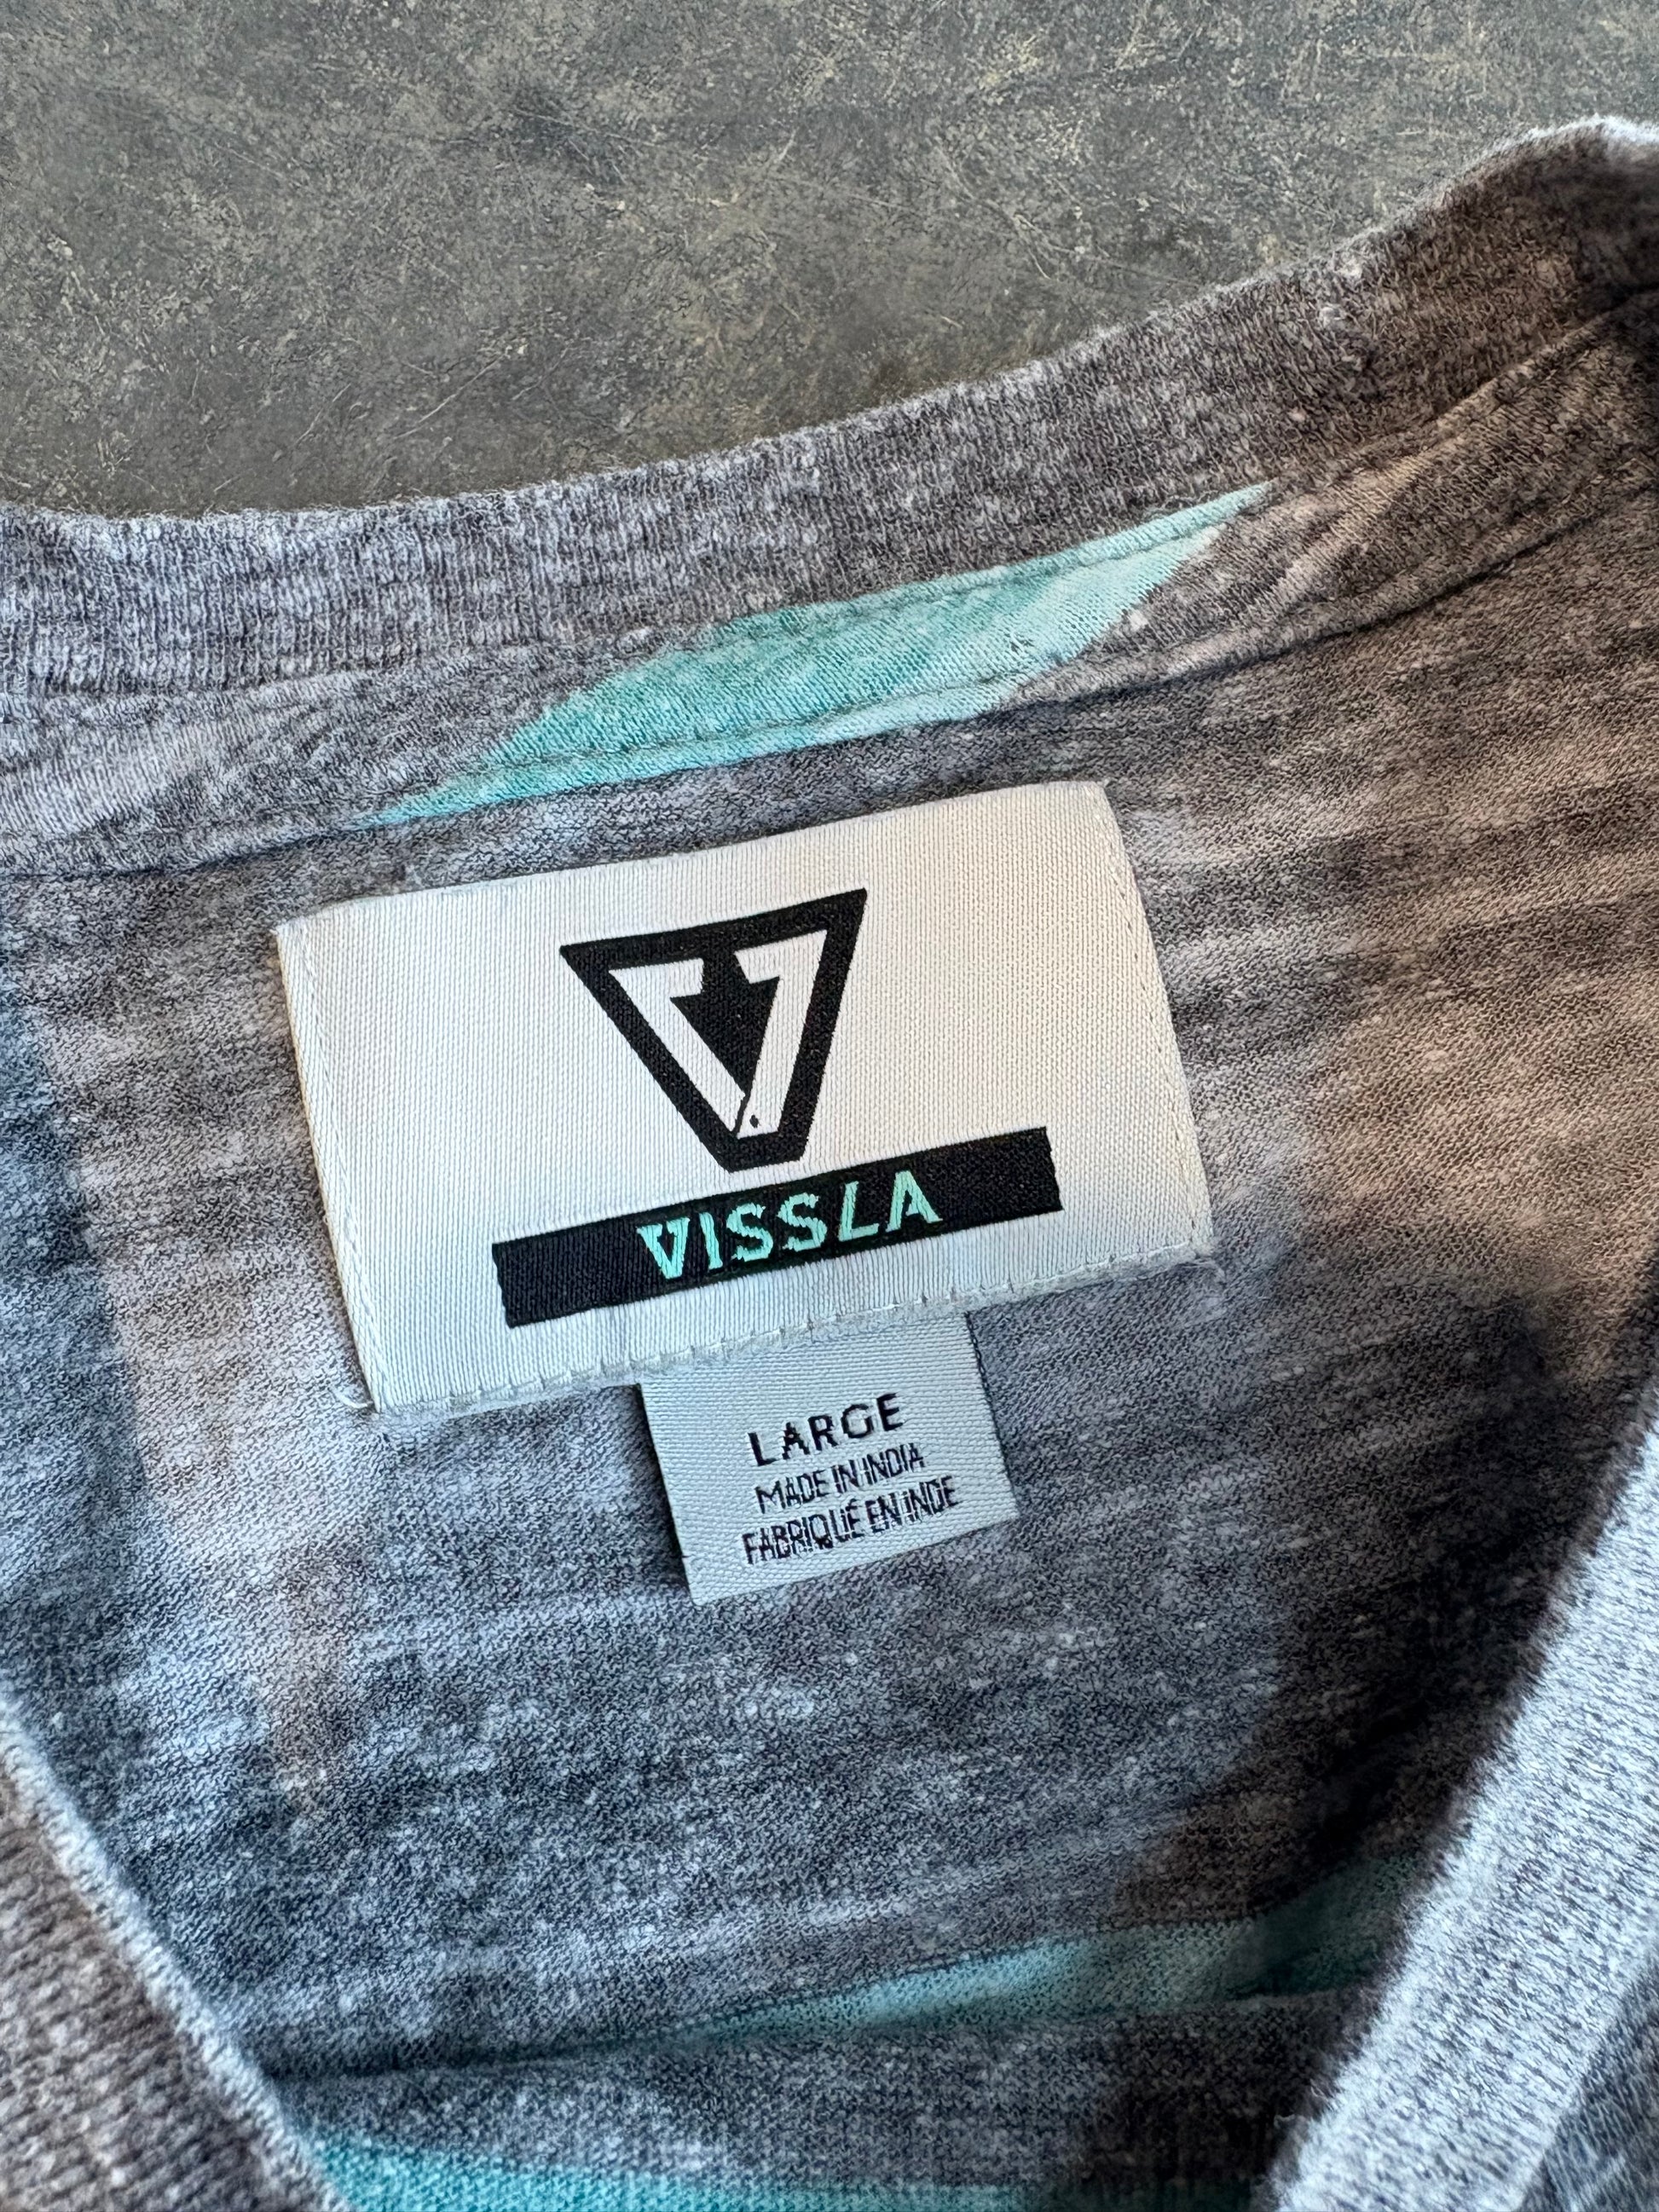 VISSLA
LARGE
MADE IN INDIA
FABRIQUÉ EN INDE